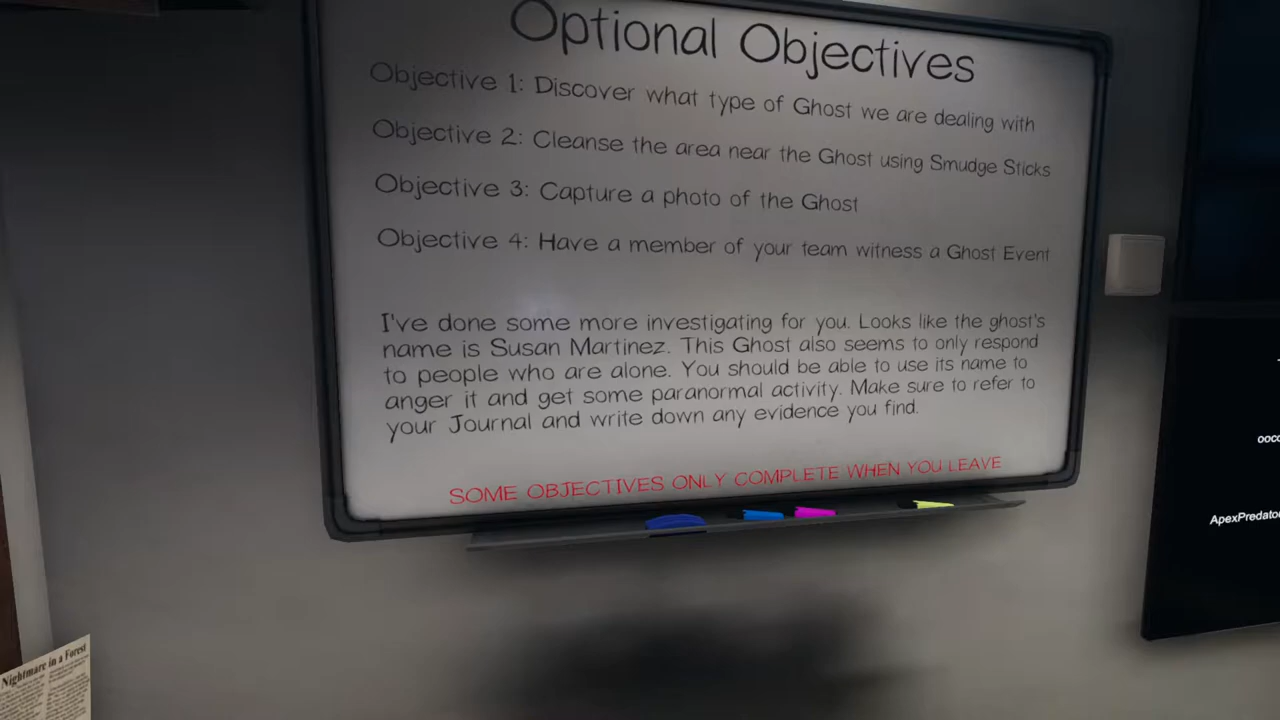 Optional Objectives
Objective 1: Discover what type of Ghost we are dealing with
Objective 2: Cleanse the area near the Ghost using Smudge Sticks
Objective 3: Capture a photo of the Ghost
Objective 4: Have a member of your team witness a Ghost Event
I've done some more investigating for you. Looks like the ghost's
name is Susan Martinez. This Ghost also seems to only respond
to people who are alone. You should be able to use its name to
anger it and get some paranormal activity. Make sure to refer to
your Journal and write down any evidence you find.
SOME OBJECTIVES ONLY COMPLETE WHEN YOU LEAVE
ApexPredato
Nightmare in a Forest